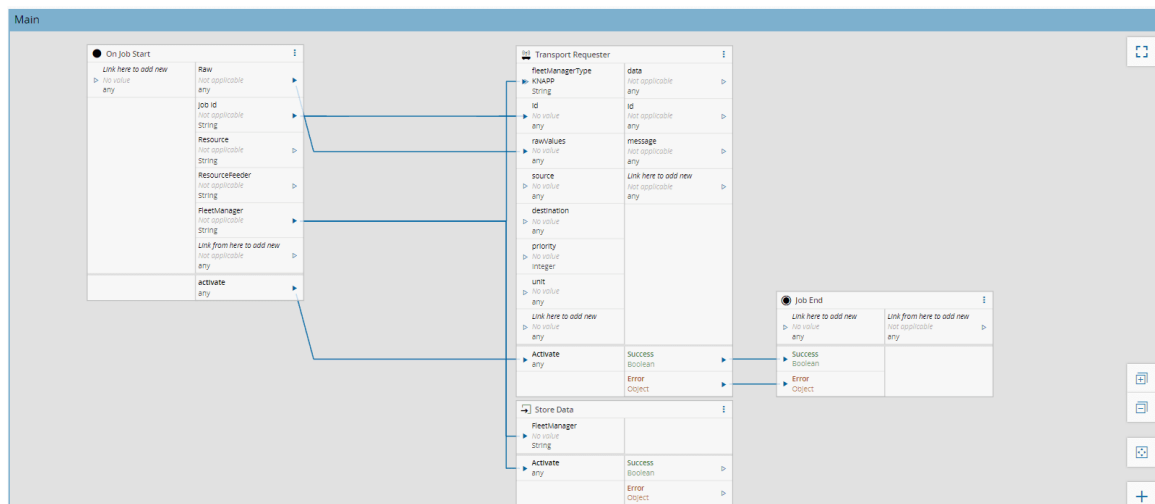 Main
On Job Start
Link here to add new
No value
any
Raw
Not applicable
any
Job Id
Not applicable
String
Resource
Not applicable
String
ResourceFeeder
Not applicable
String
FleetManager
Not applicable
String
Link from here to add new
Not applicable
any
activate
any
Transport Requester
fleetManagerType
KNAPP
String
Id
No value
any
rawValues
No value
any
source
No value
any
destination
No value
any
priority
No value
Integer
unit
No value
any
Link here to add new
No value
any
data
Not applicable
any
Id
Not applicable
any
message
Not applicable
any
Link here to add new
Not applicable
any
Activate
any
Success
Boolean
Error
Object
Store Data
FleetManager
No value
String
Activate
any
Success
Boolean
Error
Object
Job End
Link here to add new
No value
any
Link from here to add new
Not applicable
any
Success
Boolean
Error
Object